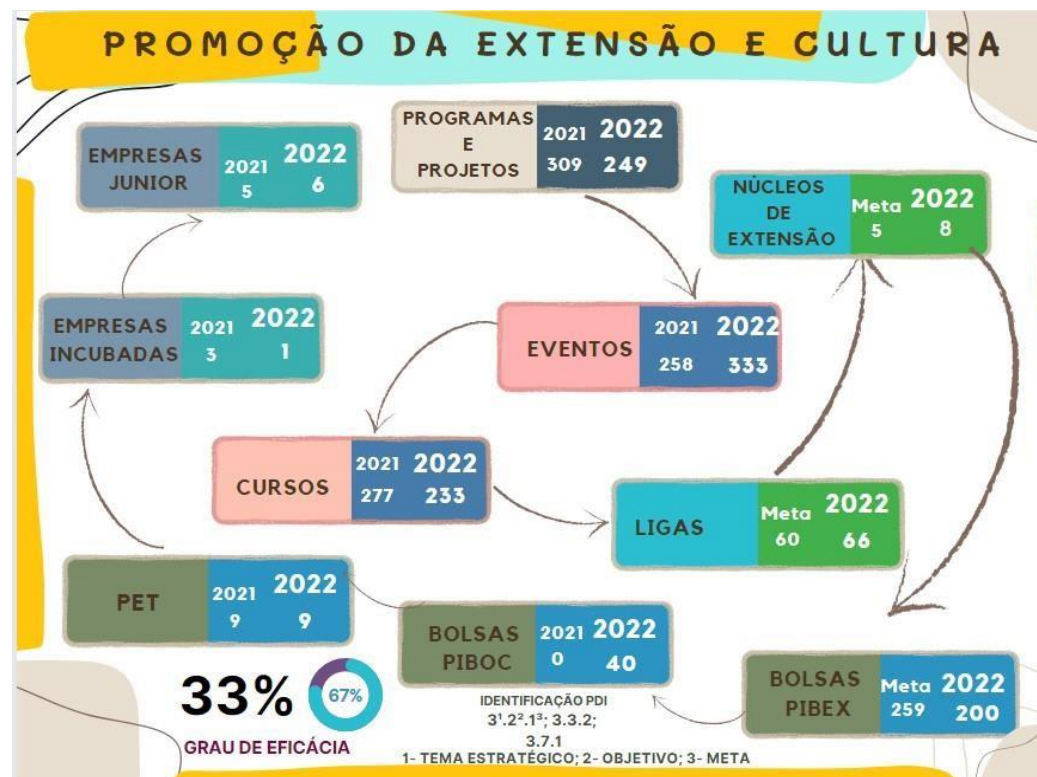 PROMOÇÃO DA EXTENSÃO E CULTURA
PROGRAMAS
E
PROJETOS
2021 2022
309 249
EMPRESAS
JUNIOR
2021 2022
5 6
NÚCLEOS
DE
EXTENSÃO
Meta 2022
5 8
EMPRESAS
INCUBADAS
2021 2022
3 1
EVENTOS
2021 2022
258 333
CURSOS
2021 2022
277 233
LIGAS
Meta 2022
60 66
PET
2021 2022
9 9
BOLSAS
PIBOC
2021 2022
0 40
BOLSAS
PIBEX
Meta 2022
259 200
33%
67%
GRAU DE EFICÁCIA
IDENTIFICAÇÃO PDI
3¹.2².1³; 3.3.2;
3.7.1
1- TEMA ESTRATÉGICO; 2- OBJETIVO; 3- META